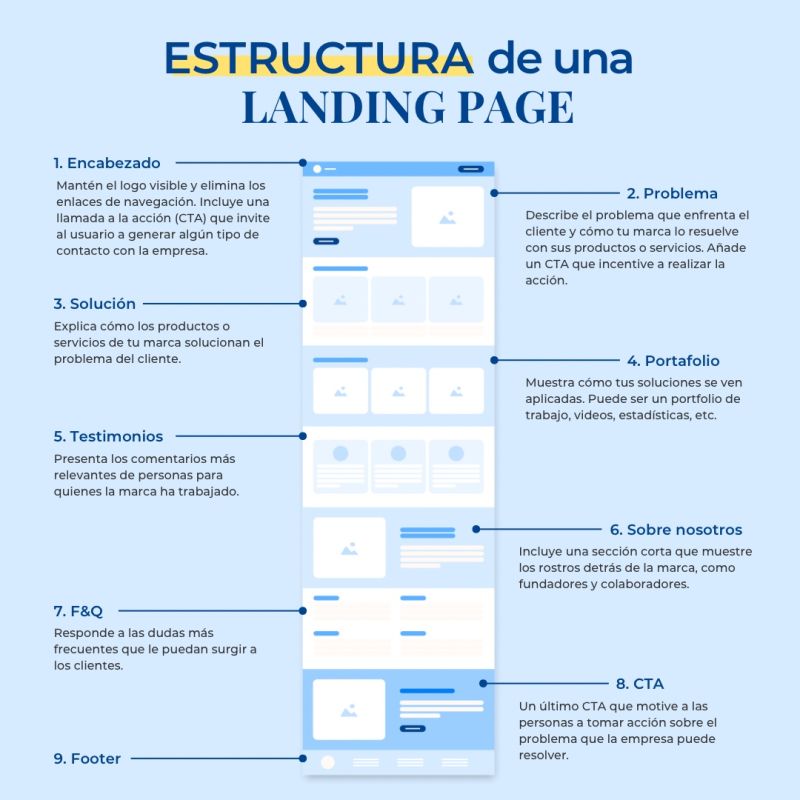 ESTRUCTURA de una
LANDING PAGE
1. Encabezado
Mantén el logo visible y elimina los
enlaces de navegación. Incluye una
llamada a la acción (CTA) que invite
al usuario a generar algún tipo de
contacto con la empresa.
2. Problema
Describe el problema que enfrenta el
cliente y cómo tu marca lo resuelve
con sus productos o servicios. Añade
un CTA que incentive a realizar la
acción.
3. Solución
Explica cómo los productos o
servicios de tu marca solucionan el
problema del cliente.
4. Portafolio
Muestra cómo tus soluciones se ven
aplicadas. Puede ser un portfolio de
trabajo, videos, estadísticas, etc.
5. Testimonios
Presenta los comentarios más
relevantes de personas para
quienes la marca ha trabajado.
6. Sobre nosotros
Incluye una sección corta que muestre
los rostros detrás de la marca, como
fundadores y colaboradores.
7. F&Q
Responde a las dudas más
frecuentes que le puedan surgir a
los clientes.
8. CTA
Un último CTA que motive a las
personas a tomar acción sobre el
problema que la empresa puede
resolver.
9. Footer